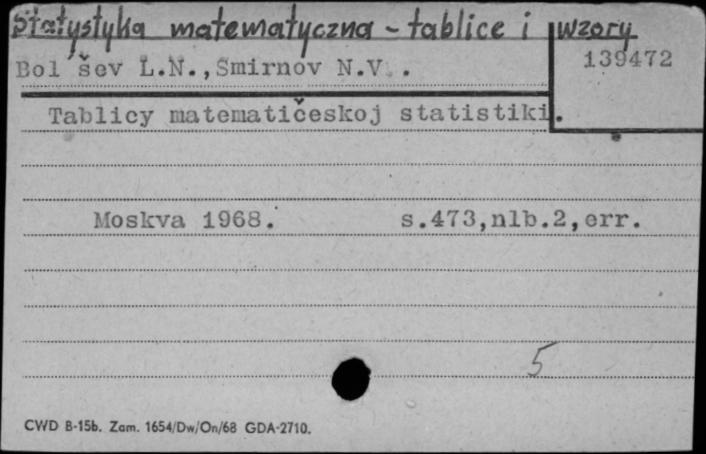 Statystyka matematyczna - tablice i wzory
139472
Bol'šev L.N., Smirnov N.V.
Tablicy matematičeskoj statistiki.
Moskva 1968. s.473,nlb.2,err.
5
CWD B-15b. Zam. 1654/Dw/On/68 GDA-2710.